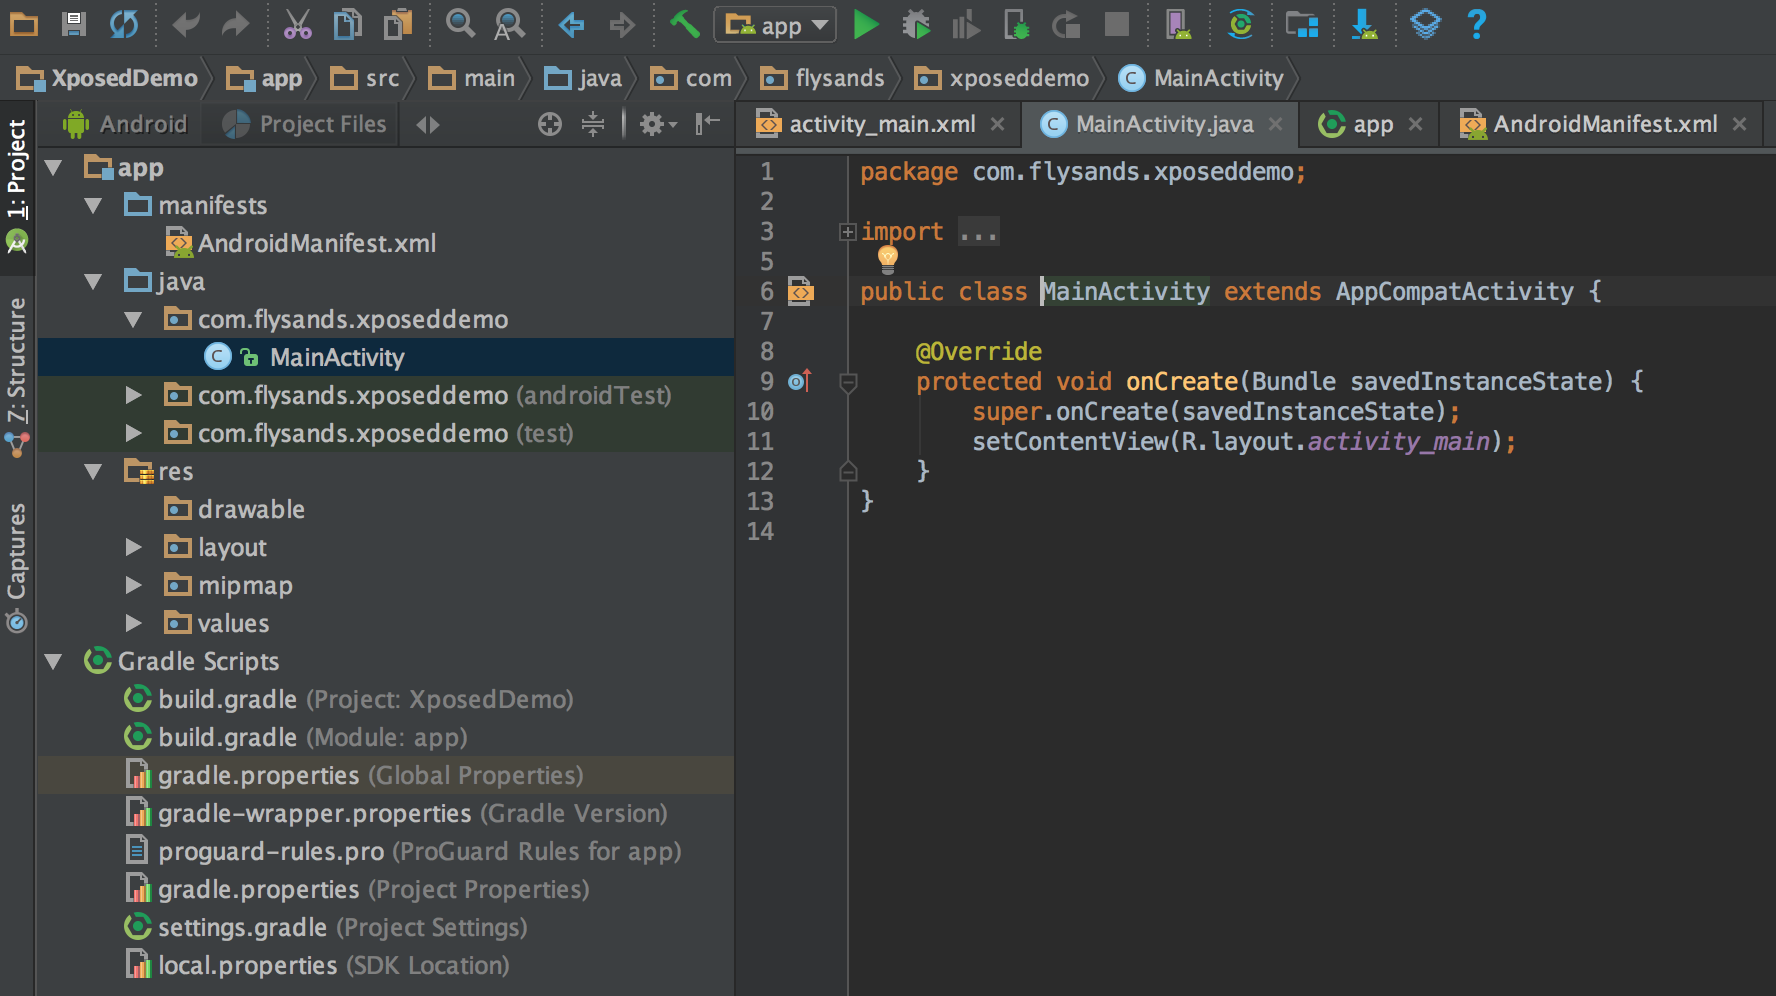 app
XposedDemo app src main java com flysands xposeddemo MainActivity
1: Project
7: Structure
Captures
Android Project Files
app
manifests
AndroidManifest.xml
java
com.flysands.xposeddemo
MainActivity
com.flysands.xposeddemo (androidTest)
com.flysands.xposeddemo (test)
res
drawable
layout
mipmap
values
Gradle Scripts
build.gradle (Project: XposedDemo)
build.gradle (Module: app)
gradle.properties (Global Properties)
gradle-wrapper.properties (Gradle Version)
proguard-rules.pro (ProGuard Rules for app)
gradle.properties (Project Properties)
settings.gradle (Project Settings)
local.properties (SDK Location)
activity_main.xml MainActivity.java app AndroidManifest.xml
1 package com.flysands.xposeddemo;
2
3 import ...
5
6 public class MainActivity extends AppCompatActivity {
7
8 @Override
9 protected void onCreate(Bundle savedInstanceState) {
10 super.onCreate(savedInstanceState);
11 setContentView(R.layout.activity_main);
12 }
13 }
14